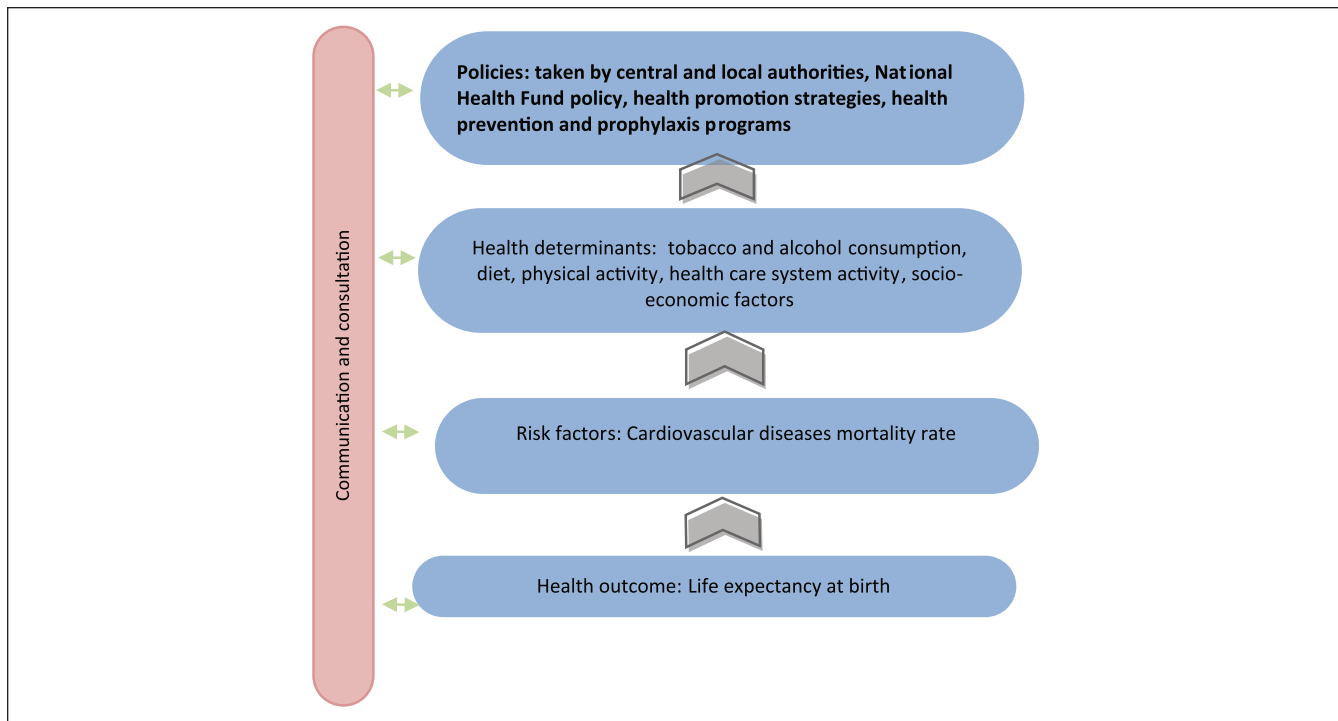 Communication and consultation
Policies: taken by central and local authorities, National
Health Fund policy, health promotion strategies, health
prevention and prophylaxis programs
Health determinants: tobacco and alcohol consumption,
diet, physical activity, health care system activity, socio-
economic factors
Risk factors: Cardiovascular diseases mortality rate
Health outcome: Life expectancy at birth